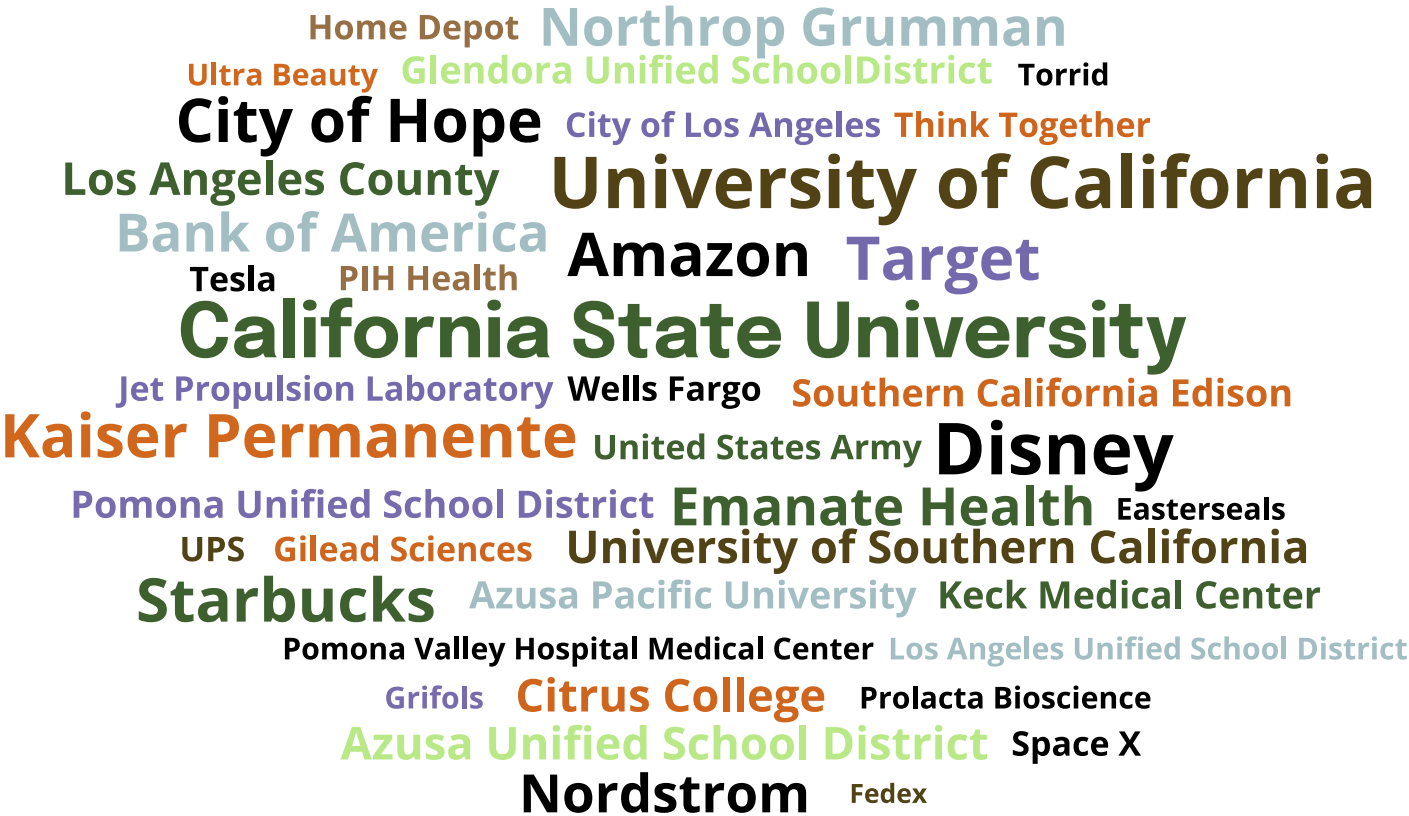 Home Depot Northrop Grumman
Ultra Beauty Glendora Unified SchoolDistrict Torrid
City of Hope City of Los Angeles Think Together
Los Angeles County University of California
Bank of America Amazon Target
Tesla PIH Health
California State University
Jet Propulsion Laboratory Wells Fargo Southern California Edison
Kaiser Permanente United States Army Disney
Pomona Unified School District Emanate Health Easterseals
UPS Gilead Sciences University of Southern California
Starbucks Azusa Pacific University Keck Medical Center
Pomona Valley Hospital Medical Center Los Angeles Unified School District
Grifols Citrus College Prolacta Bioscience
Azusa Unified School District Space X
Nordstrom Fedex